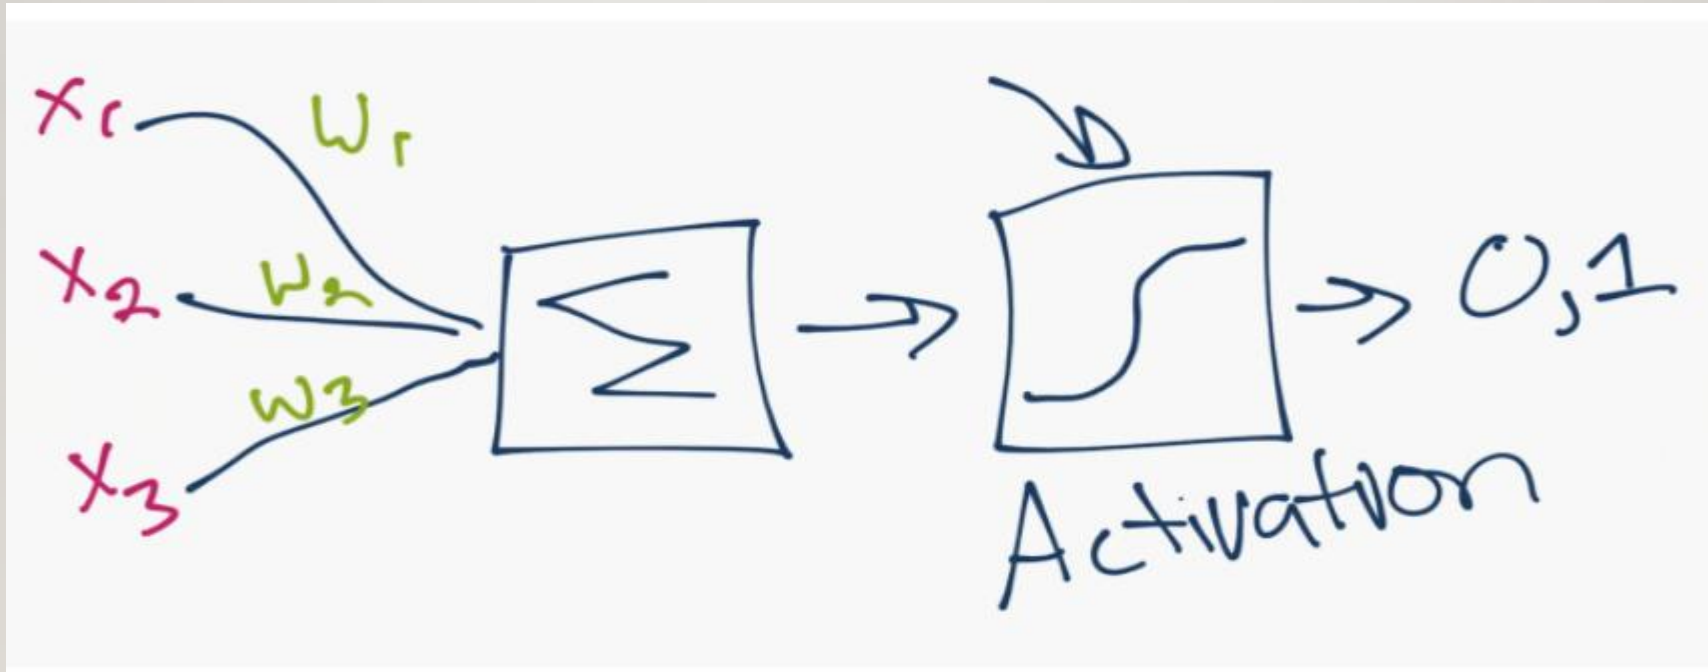 x1
w1
x2
w2
w3
x3
Σ
0,1
Activation